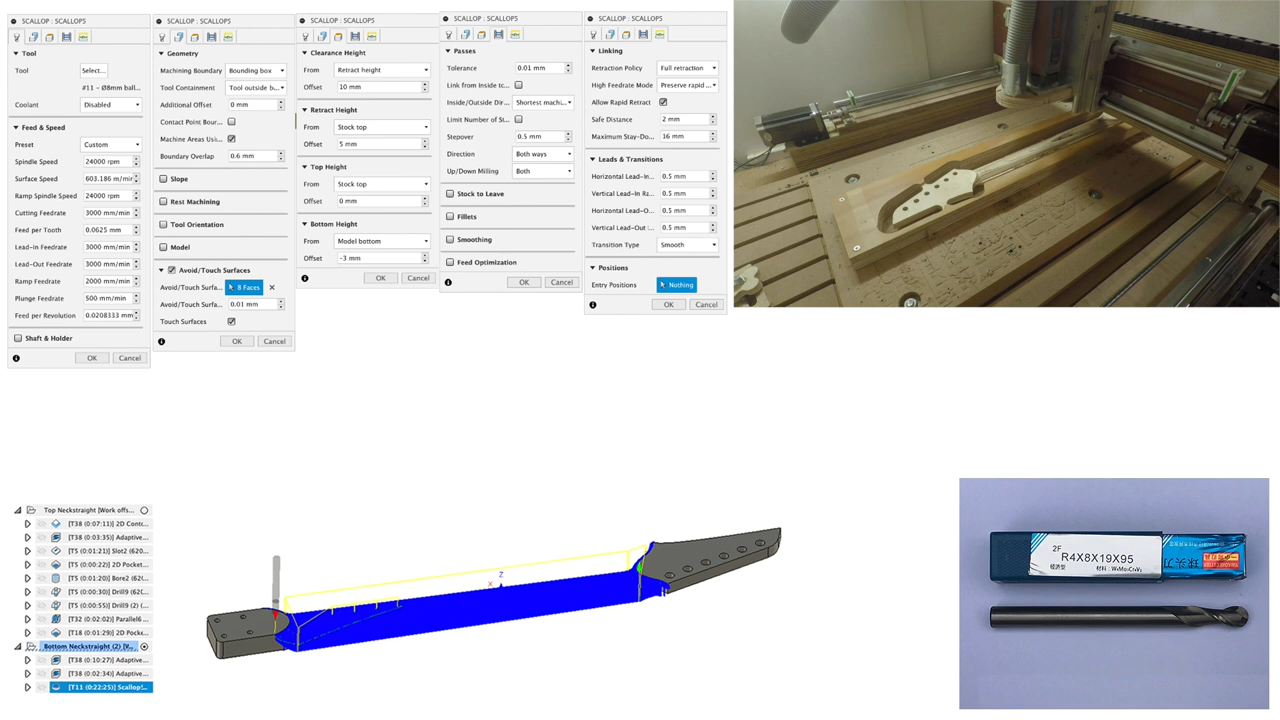 SCALLOP : SCALLOP5
Tool
Tool Select...
#11 - Ø8mm ball...
Coolant Disabled
Feed & Speed
Preset Custom
Spindle Speed 24000 rpm
Surface Speed 603.186 m/min
Ramp Spindle Speed 24000 rpm
Cutting Feedrate 3000 mm/min
Feed per Tooth 0.0625 mm
Lead-In Feedrate 3000 mm/min
Lead-Out Feedrate 3000 mm/min
Ramp Feedrate 2000 mm/min
Plunge Feedrate 500 mm/min
Feed per Revolution 0.0208333 mm
Shaft & Holder
OK Cancel
SCALLOP : SCALLOP5
Geometry
Machining Boundary Bounding box
Tool Containment Tool outside b...
Additional Offset 0 mm
Contact Point Bour...
Machine Areas Usi...
Boundary Overlap 0.6 mm
Slope
Rest Machining
Tool Orientation
Model
Avoid/Touch Surfaces
Avoid/Touch Surfa... 8 Faces
Avoid/Touch Surfa... 0.01 mm
Touch Surfaces
OK Cancel
SCALLOP : SCALLOP5
Clearance Height
From Retract height
Offset 10 mm
Retract Height
From Stock top
Offset 5 mm
Top Height
From Stock top
Offset 0 mm
Bottom Height
From Model bottom
Offset -3 mm
OK Cancel
SCALLOP : SCALLOP5
Passes
Tolerance 0.01 mm
Link from Inside tc...
Inside/Outside Dir... Shortest machi...
Limit Number of St...
Stepover 0.5 mm
Direction Both ways
Up/Down Milling Both
Stock to Leave
Fillets
Smoothing
Feed Optimization
OK Cancel
SCALLOP : SCALLOP5
Linking
Retraction Policy Full retraction
High Feedrate Mode Preserve rapid ...
Allow Rapid Retract
Safe Distance 2 mm
Maximum Stay-Do... 16 mm
Leads & Transitions
Horizontal Lead-In... 0.5 mm
Vertical Lead-In Ra... 0.5 mm
Horizontal Lead-O... 0.5 mm
Vertical Lead-Out ... 0.5 mm
Transition Type Smooth
Positions
Entry Positions Nothing
OK Cancel
Top Neckstraight [Work offs...
[T38 (0:07:11)] 2D Conto...
[T38 (0:03:35)] Adaptive...
[T5 (0:01:21)] Slot2 (620...
[T5 (0:00:22)] 2D Pocket...
[T5 (0:01:20)] Bore2 (62(...
[T5 (0:00:30)] Drill9 (62(...
[T5 (0:00:55)] Drill9 (2) (...
[T32 (0:02:02)] Parallel6...
[T18 (0:01:29)] 2D Pocke...
Bottom Neckstraight (2) [W...
[T38 (0:10:27)] Adaptive...
[T38 (0:02:34)] Adaptive...
[T11 (0:22:25)] Scallop!...
Z
X
2F
R4X8X19X95